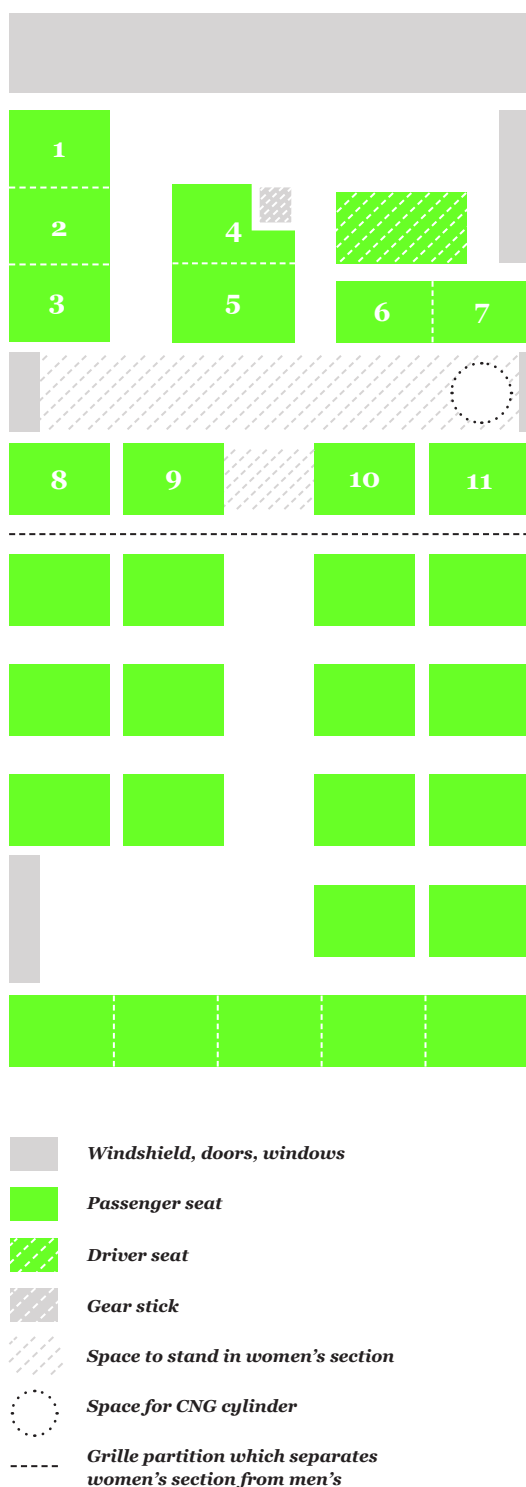 1
2
4
3
5
6
7
8
9
10
11
Windshield, doors, windows
Passenger seat
Driver seat
Gear stick
Space to stand in women’s section
Space for CNG cylinder
Grille partition which separates
women’s section from men’s